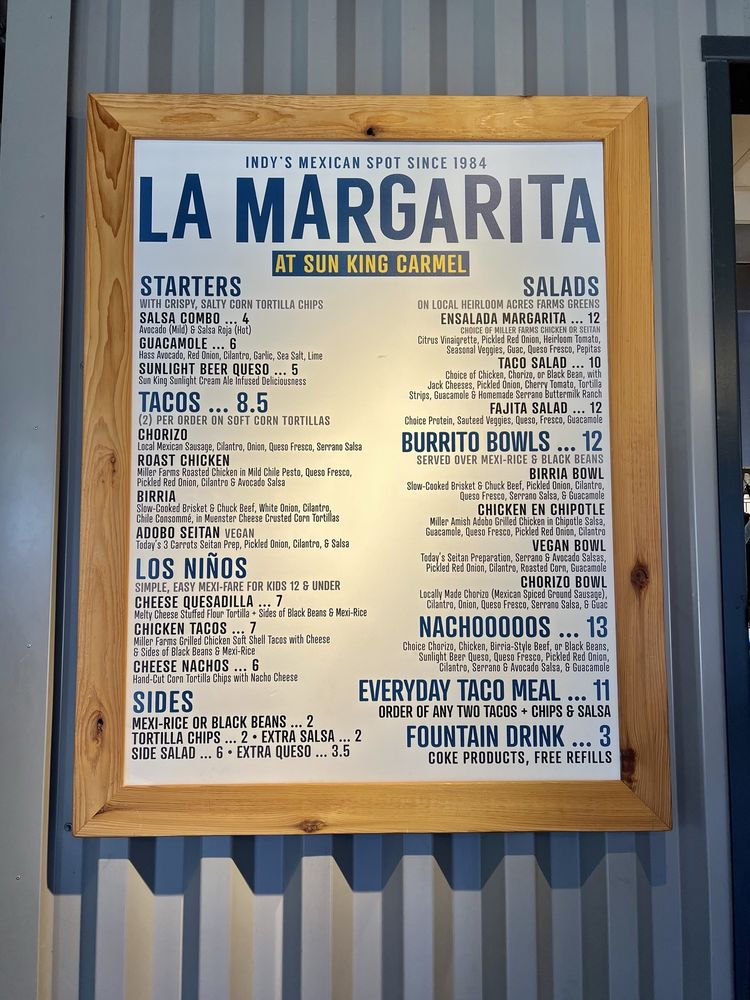 INDY'S MEXICAN SPOT SINCE 1984
LA MARGARITA
AT SUN KING CARMEL
STARTERS
WITH CRISPY, SALTY CORN TORTILLA CHIPS
SALSA COMBO ... 4
Avocado (Mild) & Salsa Roja (Hot)
GUACAMOLE ... 6
Hass Avocado, Red Onion, Cilantro, Garlic, Sea Salt, Lime
SUNLIGHT BEER QUESO ... 5
Sun King Sunlight Cream Ale Infused Deliciousness
TACOS ... 8.5
(2) PER ORDER ON SOFT CORN TORTILLAS
CHORIZO
Local Mexican Sausage, Cilantro, Onion, Queso Fresco, Serrano Salsa
ROAST CHICKEN
Miller Farms Roasted Chicken in Mild Chile Pesto, Queso Fresco,
Pickled Red Onion, Cilantro & Avocado Salsa
BIRRIA
Slow-Cooked Brisket & Chuck Beef, White Onion, Cilantro,
Chile Consommé, in Muenster Cheese Crusted Corn Tortillas
ADOBO SEITAN VEGAN
Today's 3 Carrots Seitan Prep, Pickled Onion, Cilantro, & Salsa
LOS NIÑOS
SIMPLE, EASY MEXI-FARE FOR KIDS 12 & UNDER
CHEESE QUESADILLA ... 7
Melty Cheese Stuffed Flour Tortilla + Sides of Black Beans & Mexi-Rice
CHICKEN TACOS ... 7
Miller Farms Grilled Chicken Soft Shell Tacos with Cheese
& Sides of Black Beans & Mexi-Rice
CHEESE NACHOS ... 6
Hand-Cut Corn Tortilla Chips with Nacho Cheese
SIDES
MEXI-RICE OR BLACK BEANS ... 2
TORTILLA CHIPS ... 2 • EXTRA SALSA ... 2
SIDE SALAD ... 6 • EXTRA QUESO ... 3.5
SALADS
ON LOCAL HEIRLOOM ACRES FARMS GREENS
ENSALADA MARGARITA ... 12
CHOICE OF MILLER FARMS CHICKEN OR SEITAN
Citrus Vinaigrette, Pickled Red Onion, Heirloom Tomato,
Seasonal Veggies, Guac, Queso Fresco, Pepitas
TACO SALAD ... 10
Choice of Chicken, Chorizo, or Black Bean, with
Jack Cheeses, Pickled Onion, Cherry Tomato, Tortilla
Strips, Guacamole & Homemade Serrano Buttermilk Ranch
FAJITA SALAD ... 12
Choice Protein, Sauteed Veggies, Queso, Fresco, Guacamole
BURRITO BOWLS ... 12
SERVED OVER MEXI-RICE & BLACK BEANS
BIRRIA BOWL
Slow-Cooked Brisket & Chuck Beef, Pickled Onion, Cilantro,
Queso Fresco, Serrano Salsa, & Guacamole
CHICKEN EN CHIPOTLE
Miller Amish Adobo Grilled Chicken in Chipotle Salsa,
Guacamole, Queso Fresco, Pickled Red Onion, Cilantro
VEGAN BOWL
Today's Seitan Preparation, Serrano & Avocado Salsas,
Pickled Red Onion, Cilantro, Roasted Corn, Guacamole
CHORIZO BOWL
Locally Made Chorizo (Mexican Spiced Ground Sausage),
Cilantro, Onion, Queso Fresco, Serrano Salsa, & Guac
NACHOOOOOS ... 13
Choice Chorizo, Chicken, Birria-Style Beef, or Black Beans,
Sunlight Beer Queso, Queso Fresco, Pickled Red Onion,
Cilantro, Serrano & Avocado Salsa, & Guacamole
EVERYDAY TACO MEAL ... 11
ORDER OF ANY TWO TACOS + CHIPS & SALSA
FOUNTAIN DRINK ... 3
COKE PRODUCTS, FREE REFILLS